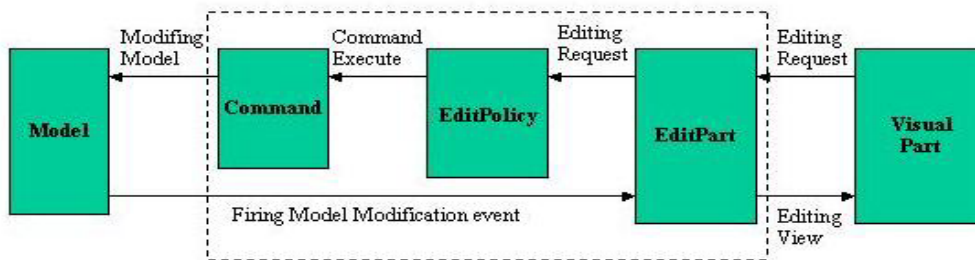 Modifing
Model
Command
Execute
Editing
Request
Editing
Request
Model
Command
EditPolicy
EditPart
Visual
Part
Firing Model Modification event
Editing
View